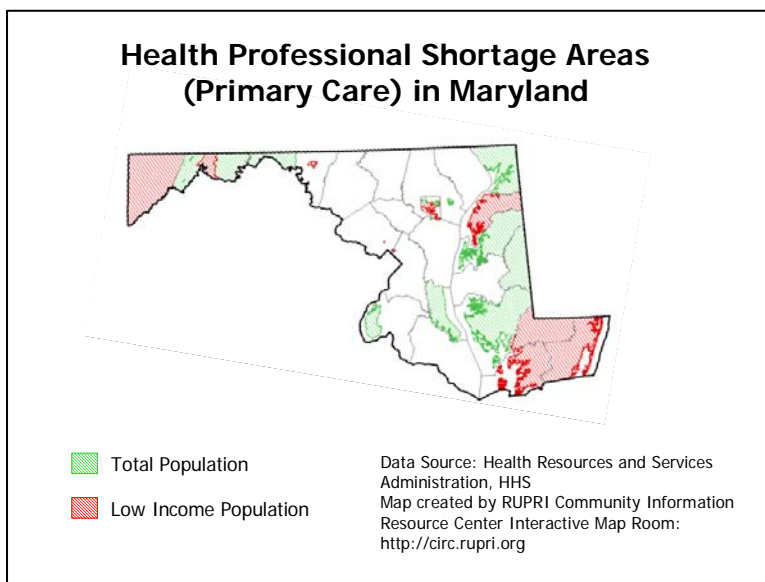 Health Professional Shortage Areas
(Primary Care) in Maryland
Total Population
Low Income Population
Data Source: Health Resources and Services
Administration, HHS
Map created by RUPRI Community Information
Resource Center Interactive Map Room:
http://circ.rupri.org